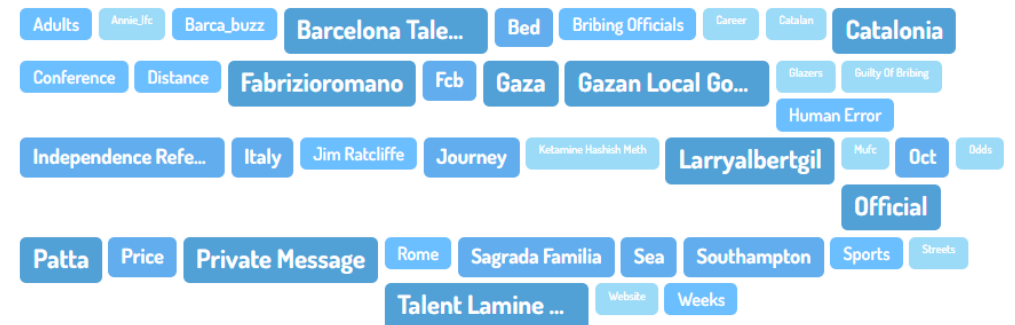 Adults Annie_lfc Barca_buzz Barcelona Tale... Bed Bribing Officials Career Catalan Catalonia
Conference Distance Fabrizioromano Fcb Gaza Gazan Local Go... Glazers Guilty Of Bribing
Human Error
Independence Refe... Italy Jim Ratcliffe Journey Ketamine Hashish Meth Larryalbertgil Mufc Oct Odds
Official
Patta Price Private Message Rome Sagrada Familia Sea Southampton Sports Streets
Talent Lamine ... Website Weeks